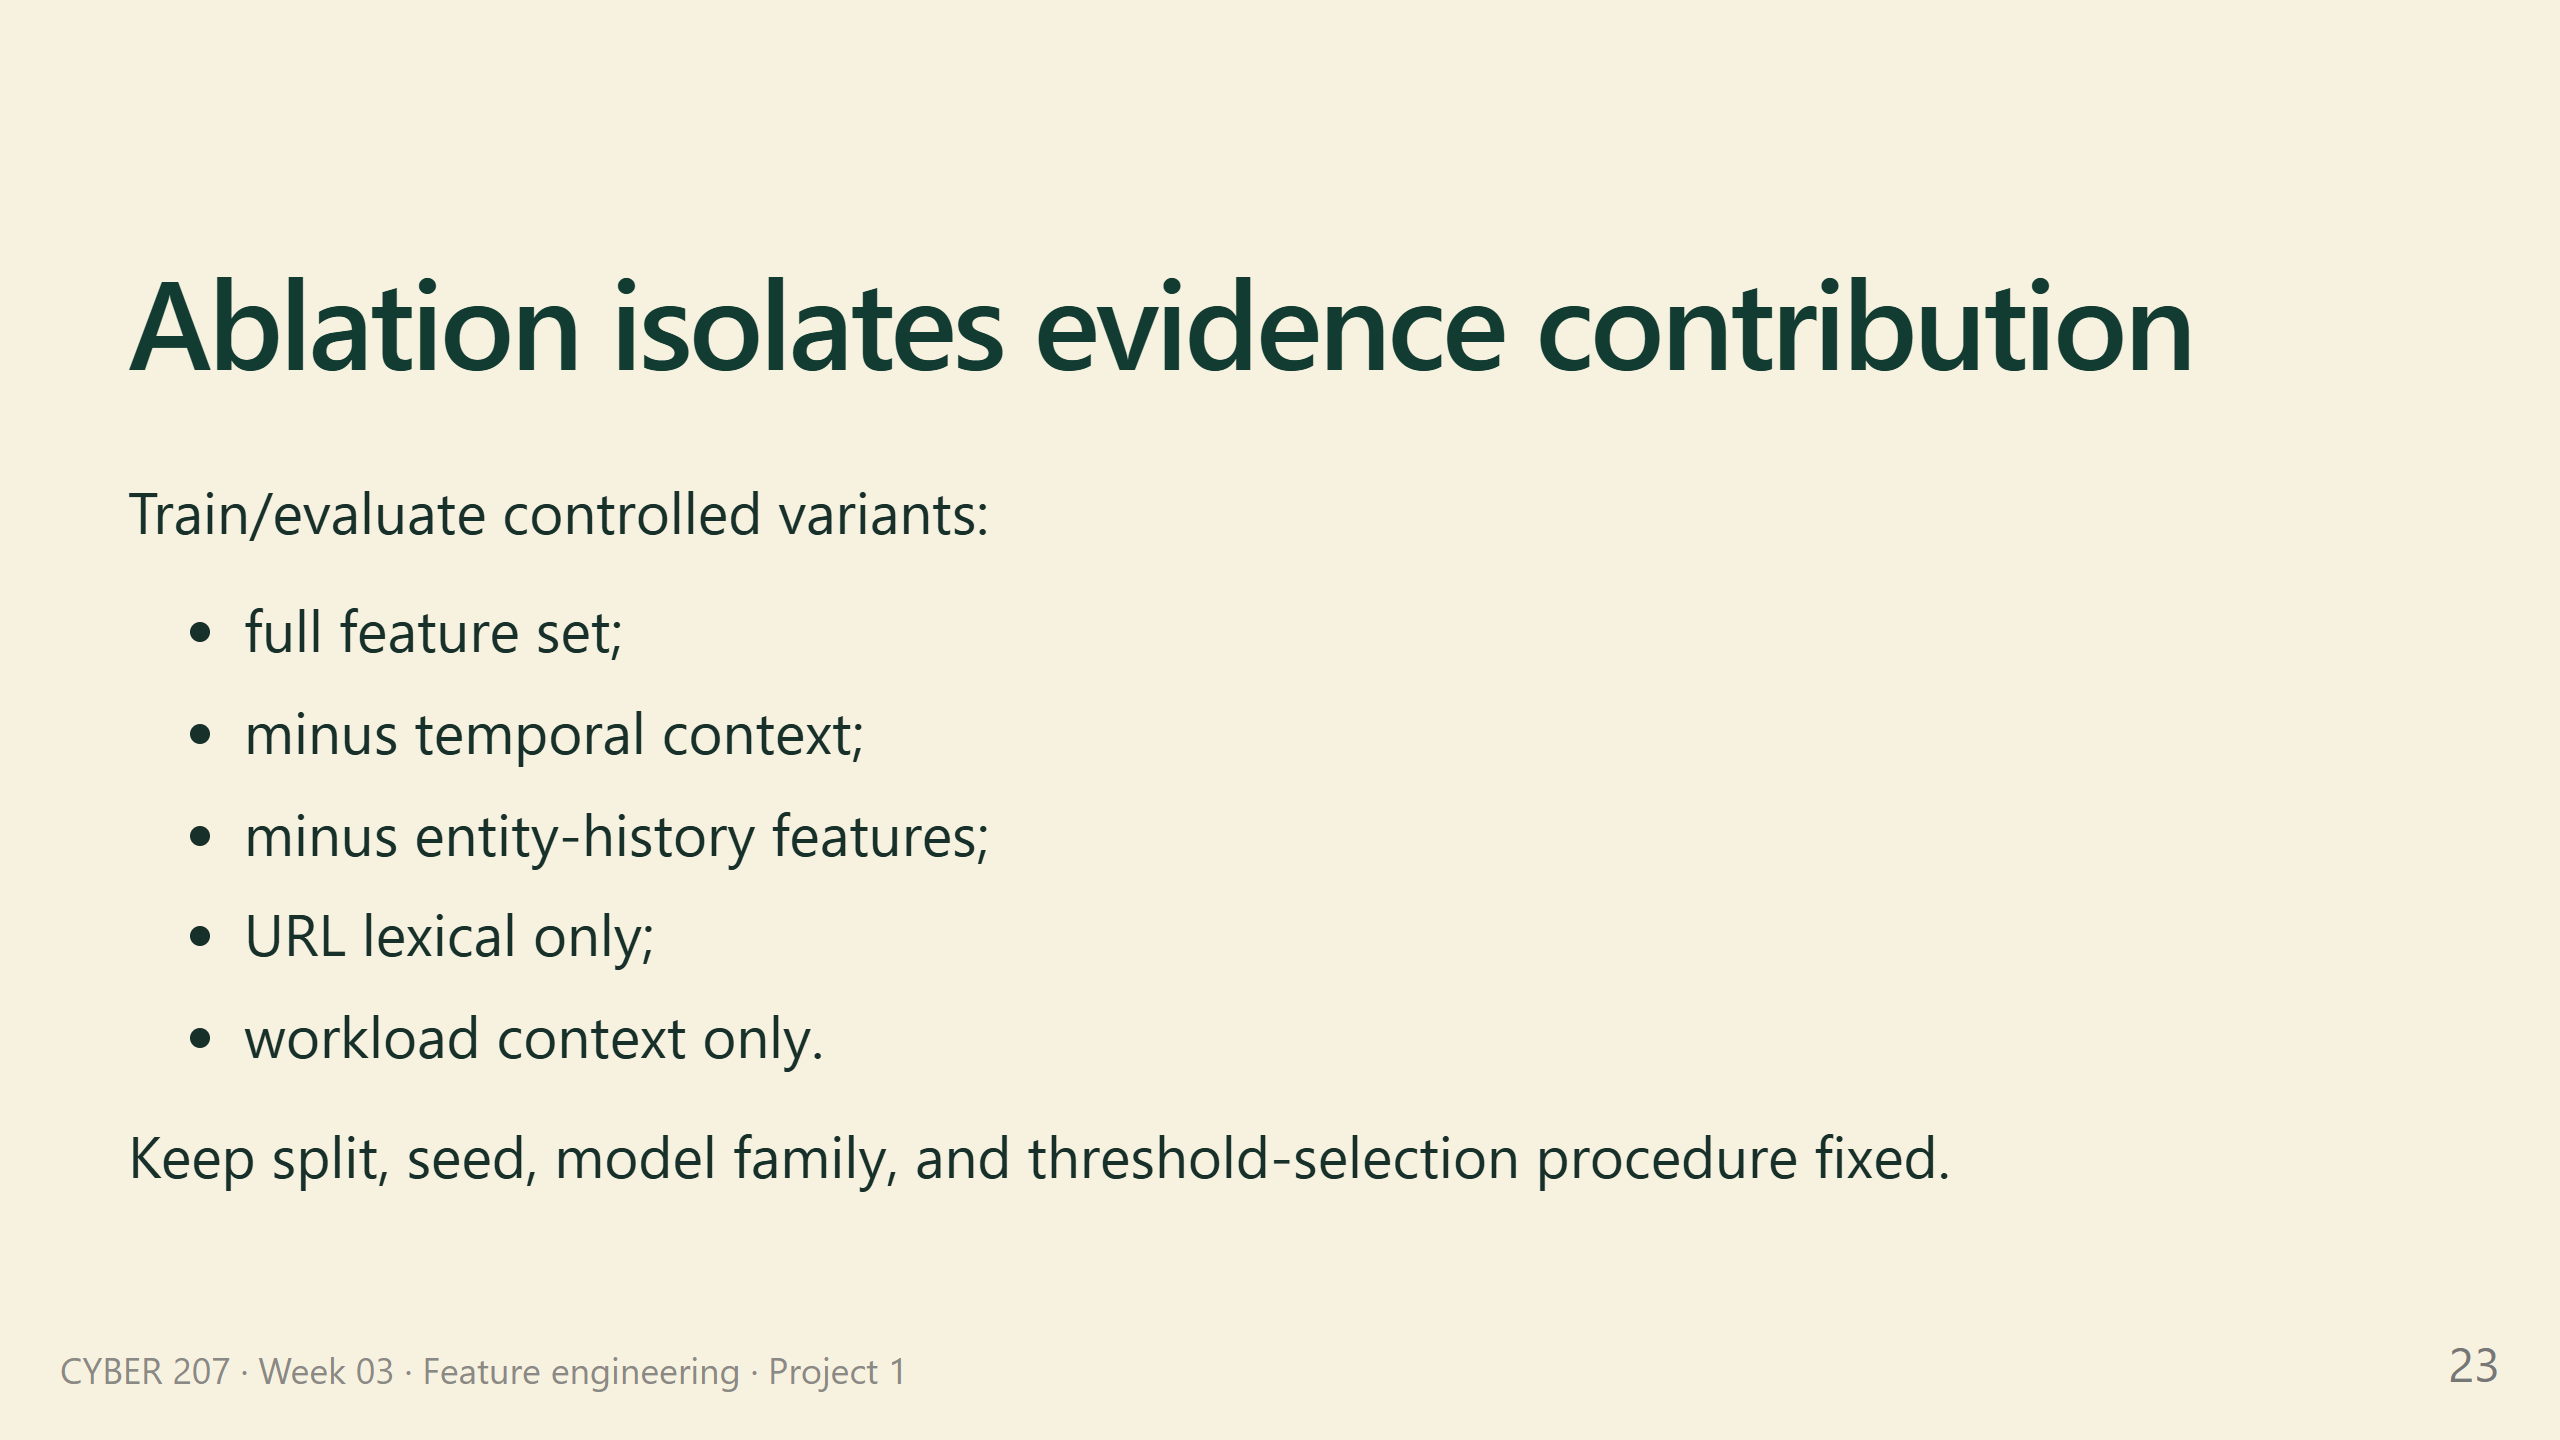 Ablation isolates evidence contribution
Train/evaluate controlled variants:
• full feature set;
• minus temporal context;
• minus entity-history features;
• URL lexical only;
• workload context only.
Keep split, seed, model family, and threshold-selection procedure fixed.
CYBER 207 · Week 03 · Feature engineering · Project 1
23